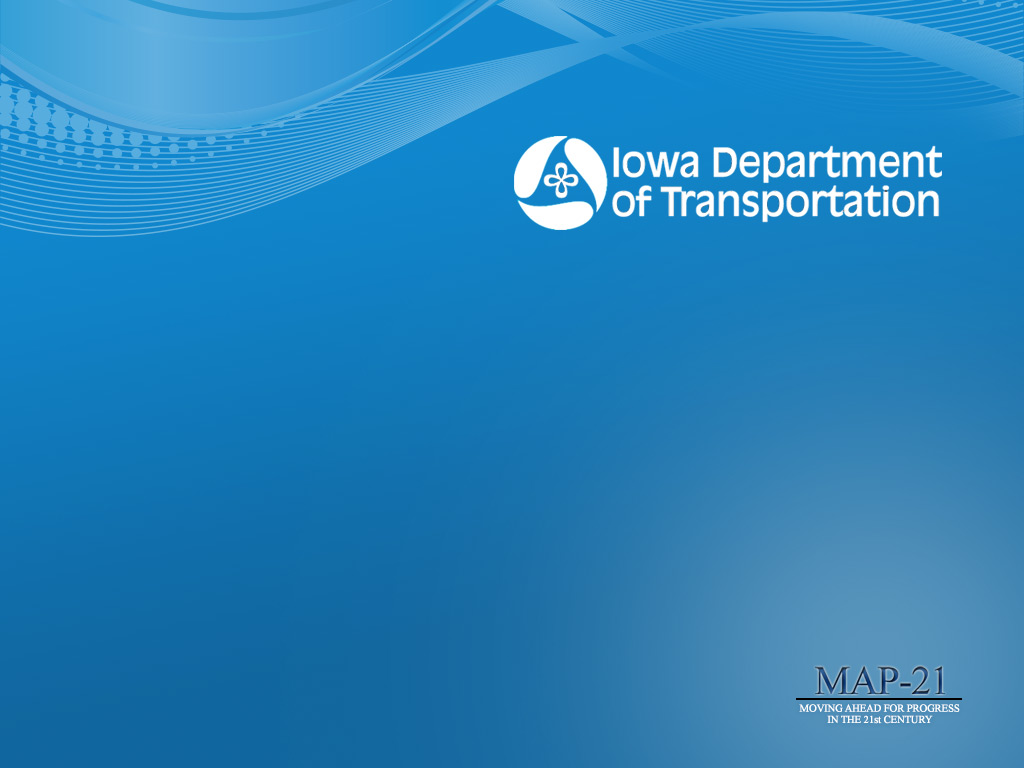 Iowa Department
of Transportation
MAP-21
MOVING AHEAD FOR PROGRESS
IN THE 21st CENTURY